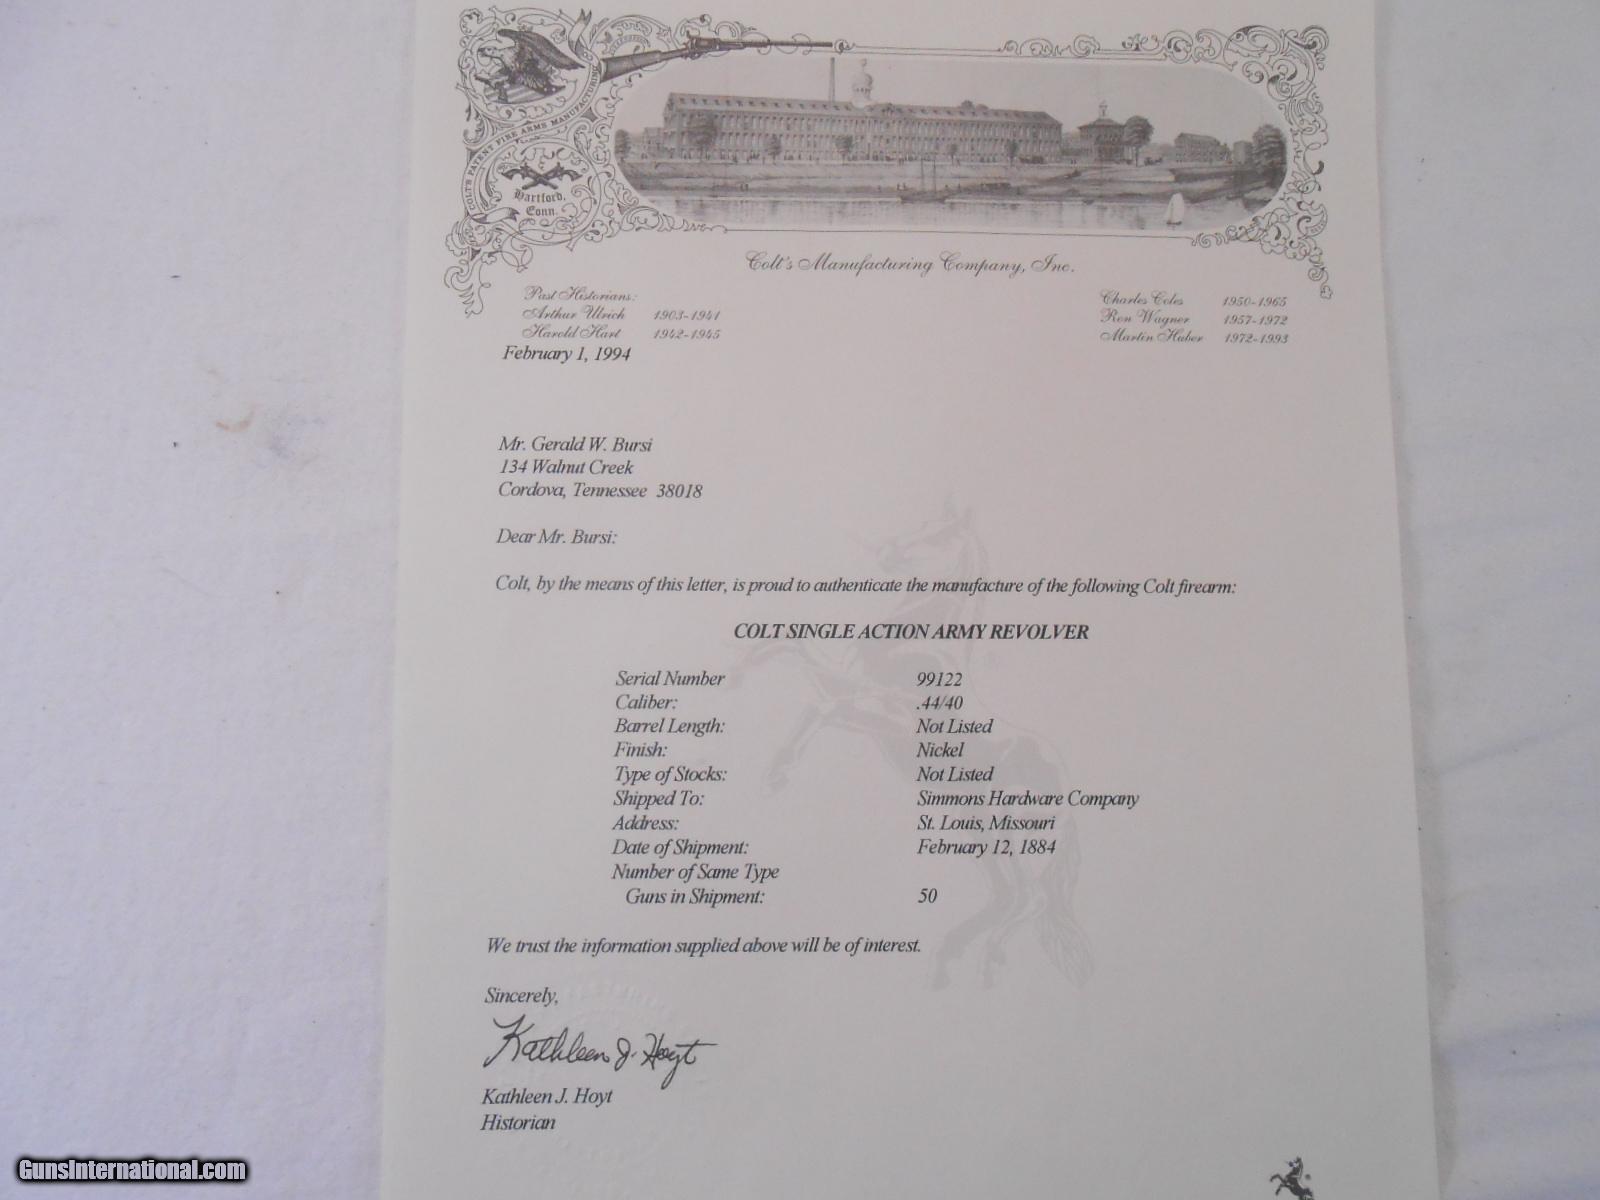 COLT'S PATENT FIRE ARMS MANUFACTURING
Hartford,
Conn.
Colt's Manufacturing Company, Inc.
Past Historians:
Arthur Ulrich 1903-1941
Harold Hart 1942-1945
Charles Coles 1950-1965
Ron Wagner 1957-1972
Martin Huber 1972-1993
February 1, 1994
Mr. Gerald W. Bursi
134 Walnut Creek
Cordova, Tennessee 38018
Dear Mr. Bursi:
Colt, by the means of this letter, is proud to authenticate the manufacture of the following Colt firearm:
COLT SINGLE ACTION ARMY REVOLVER
Serial Number 99122
Caliber: .44/40
Barrel Length: Not Listed
Finish: Nickel
Type of Stocks: Not Listed
Shipped To: Simmons Hardware Company
Address: St. Louis, Missouri
Date of Shipment: February 12, 1884
Number of Same Type
Guns in Shipment: 50
We trust the information supplied above will be of interest.
Sincerely,
Kathleen J. Hoyt
Kathleen J. Hoyt
Historian
GunsInternational.com